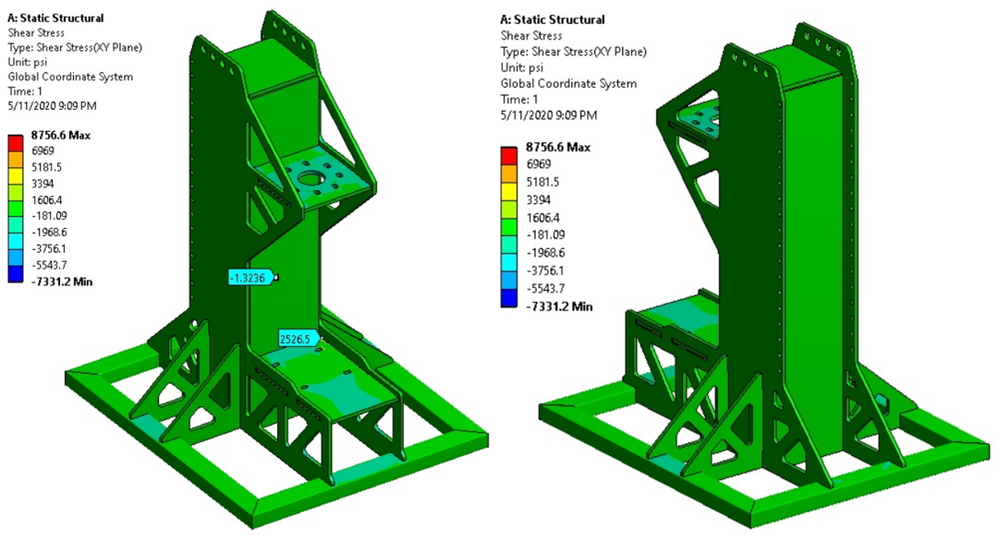 A: Static Structural
Shear Stress
Type: Shear Stress(XY Plane)
Unit: psi
Global Coordinate System
Time: 1
5/11/2020 9:09 PM
8756.6 Max
6969
5181.5
3394
1606.4
-181.09
-1968.6
-3756.1
-5543.7
-7331.2 Min
-1.3236
2526.5
A: Static Structural
Shear Stress
Type: Shear Stress(XY Plane)
Unit: psi
Global Coordinate System
Time: 1
5/11/2020 9:09 PM
8756.6 Max
6969
5181.5
3394
1606.4
-181.09
-1968.6
-3756.1
-5543.7
-7331.2 Min